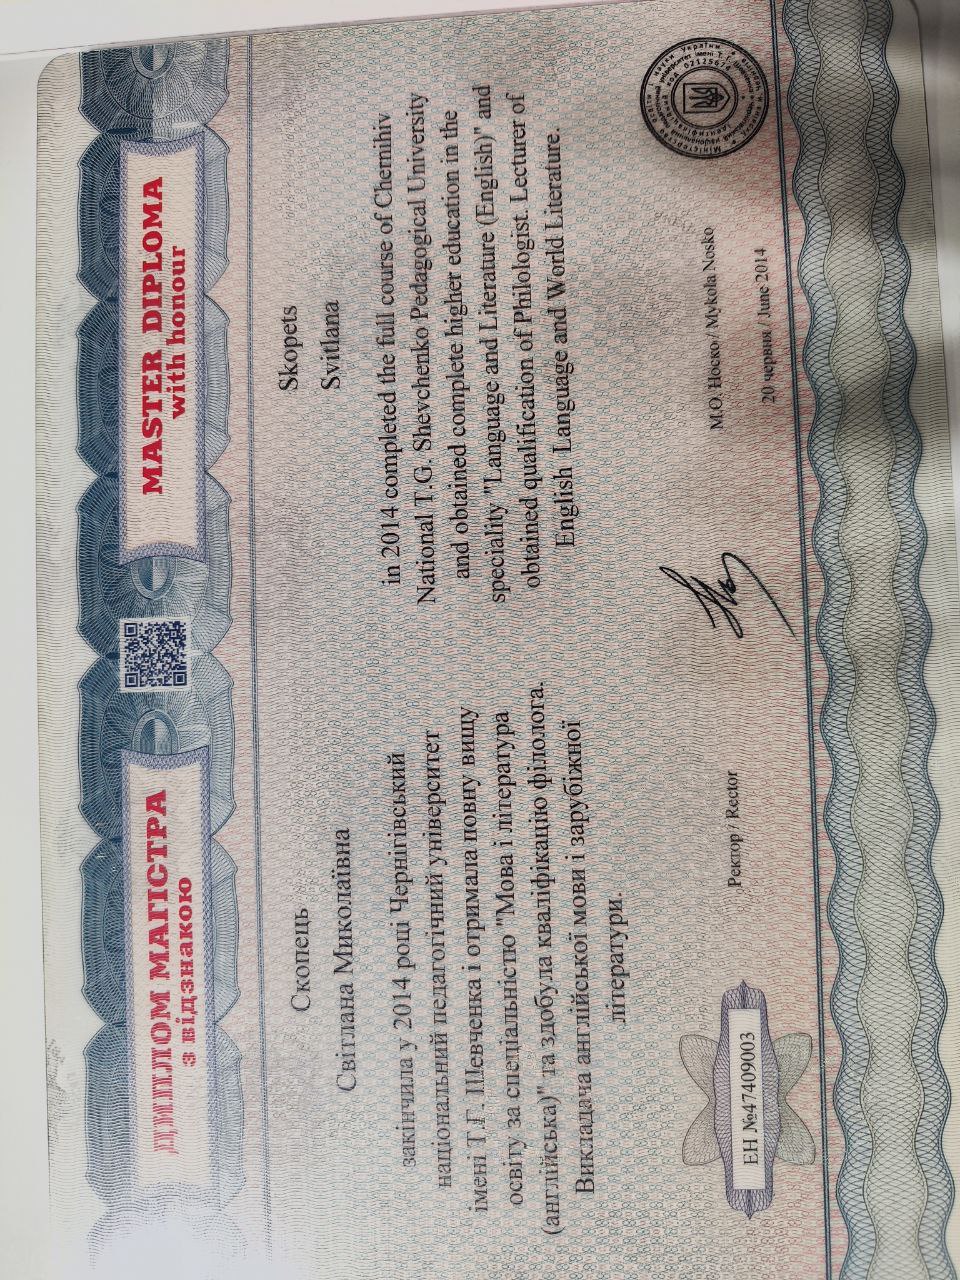 ДИПЛОМ МАГІСТРА
з відзнакою
Скопець
Світлана Миколаївна
закінчила у 2014 році Чернігівський
національний педагогічний університет
імені Т.Г. Шевченка і отримала повну вищу
освіту за спеціальністю "Мова і література
(англійська)" та здобула кваліфікацію філолога.
Викладача англійської мови і зарубіжної
літератури.
MASTER DIPLOMA
with honour
Skopets
Svitlana
in 2014 completed the full course of Chernihiv
National T.G. Shevchenko Pedagogical University
and obtained complete higher education in the
speciality "Language and Literature (English)" and
obtained qualification of Philologist. Lecturer of
English Language and World Literature.
Ректор / Rector
М.О. Носко / Mykola Nosko
20 червня / June 2014
ЕН №47409003